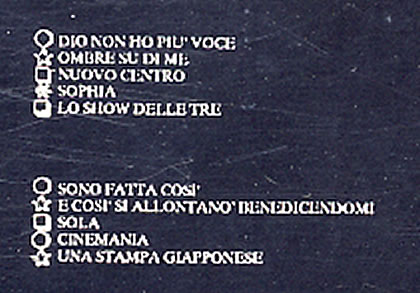 DIO NON HO PIU' VOCE
OMBRE SU DI ME
NUOVO CENTRO
SOPHIA
LO SHOW DELLE TRE
SONO FATTA COSI'
E COSI' SI ALLONTANO' BENEDICENDOMI
SOLA
CINEMANIA
UNA STAMPA GIAPPONESE